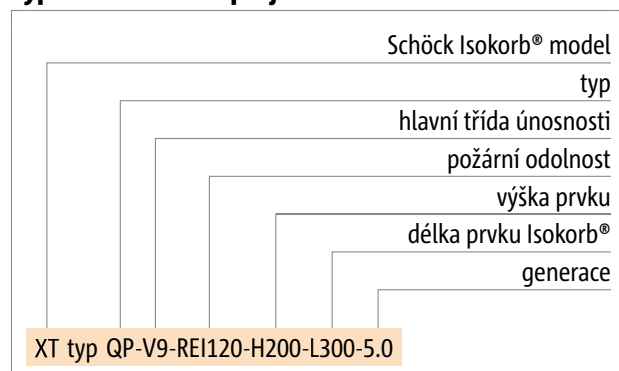 Schöck Isokorb® model
typ
hlavní třída únosnosti
požární odolnost
výška prvku
délka prvku Isokorb®
generace
XT typ QP-V9-REI120-H200-L300-5.0